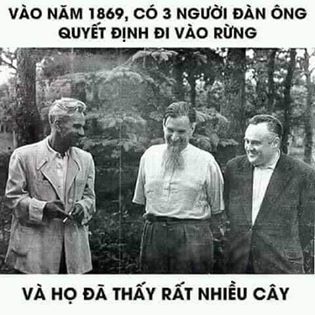 VÀO NĂM 1869, CÓ 3 NGƯỜI ĐÀN ÔNG
QUYẾT ĐỊNH ĐI VÀO RỪNG
VÀ HỌ ĐÃ THẤY RẤT NHIỀU CÂY